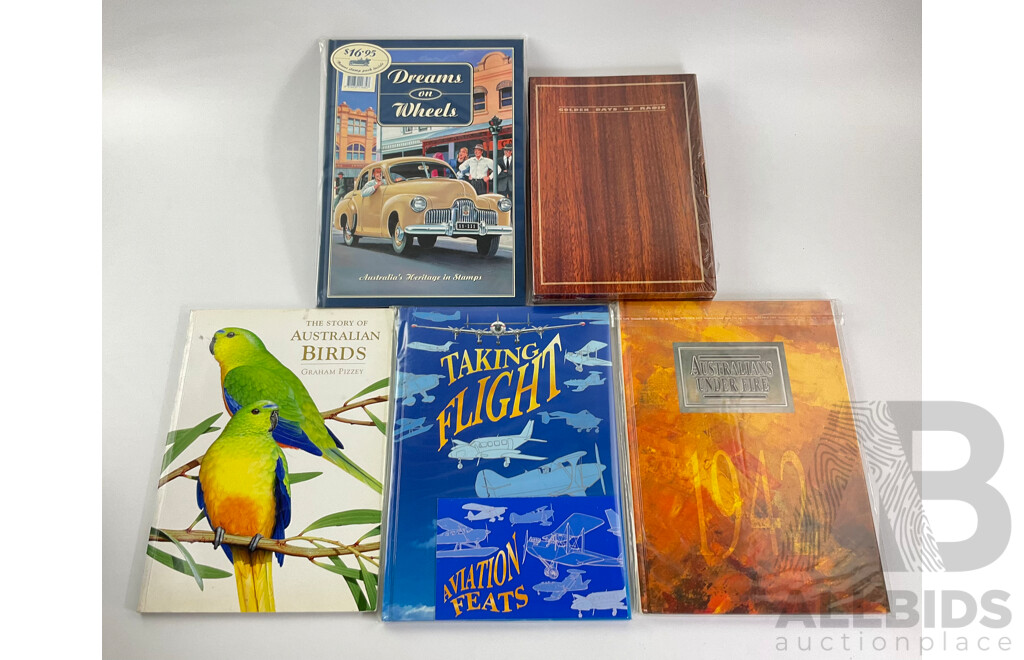 $16.95
Dreams
on
Wheels
Australia's Heritage in Stamps
GOLDEN DAYS OF RADIO
THE STORY OF
AUSTRALIAN
BIRDS
GRAHAM PIZZEY
TAKING
FLIGHT
AVIATION
FEATS
AUSTRALIANS
UNDER FIRE
1942
AB
ALLBIDS
auctionplace